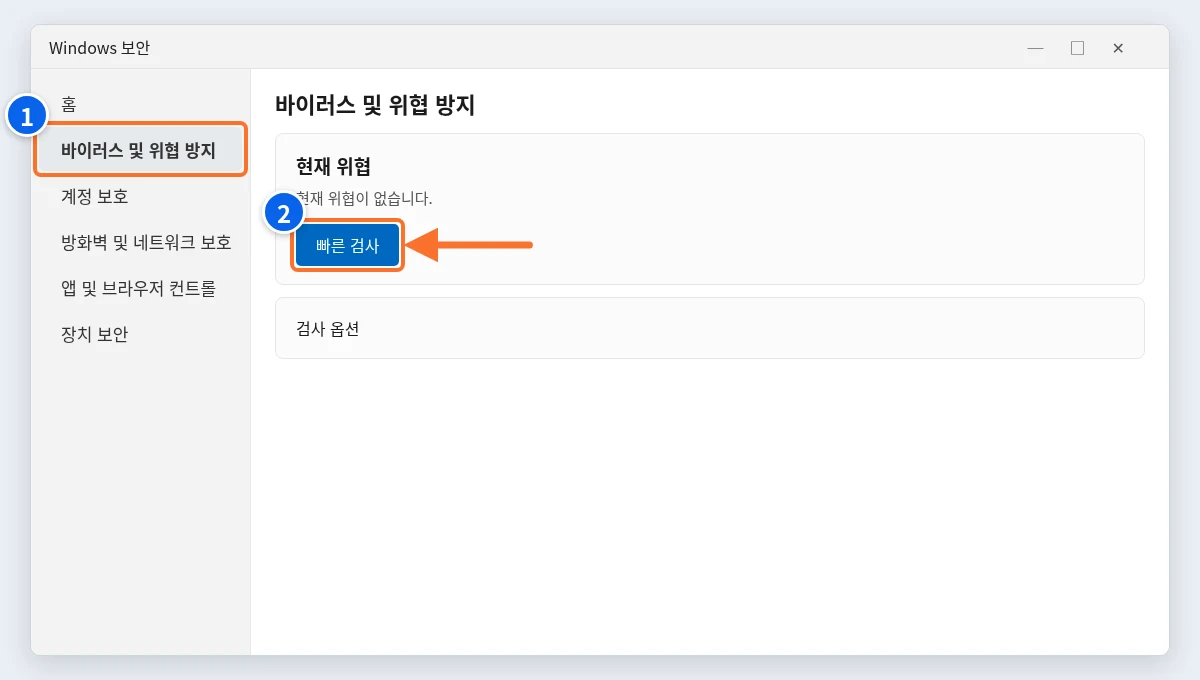 Windows 보안
홈
1
바이러스 및 위협 방지
계정 보호
방화벽 및 네트워크 보호
앱 및 브라우저 컨트롤
장치 보안
바이러스 및 위협 방지
현재 위협
현재 위협이 없습니다.
2
빠른 검사
검사 옵션